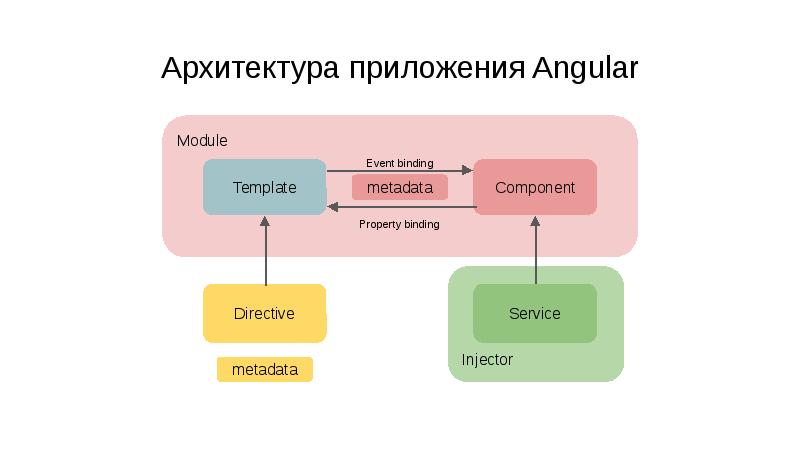 Архитектура приложения Angular
Module
Event binding
Template
metadata
Component
Property binding
Directive
Service
Injector
metadata